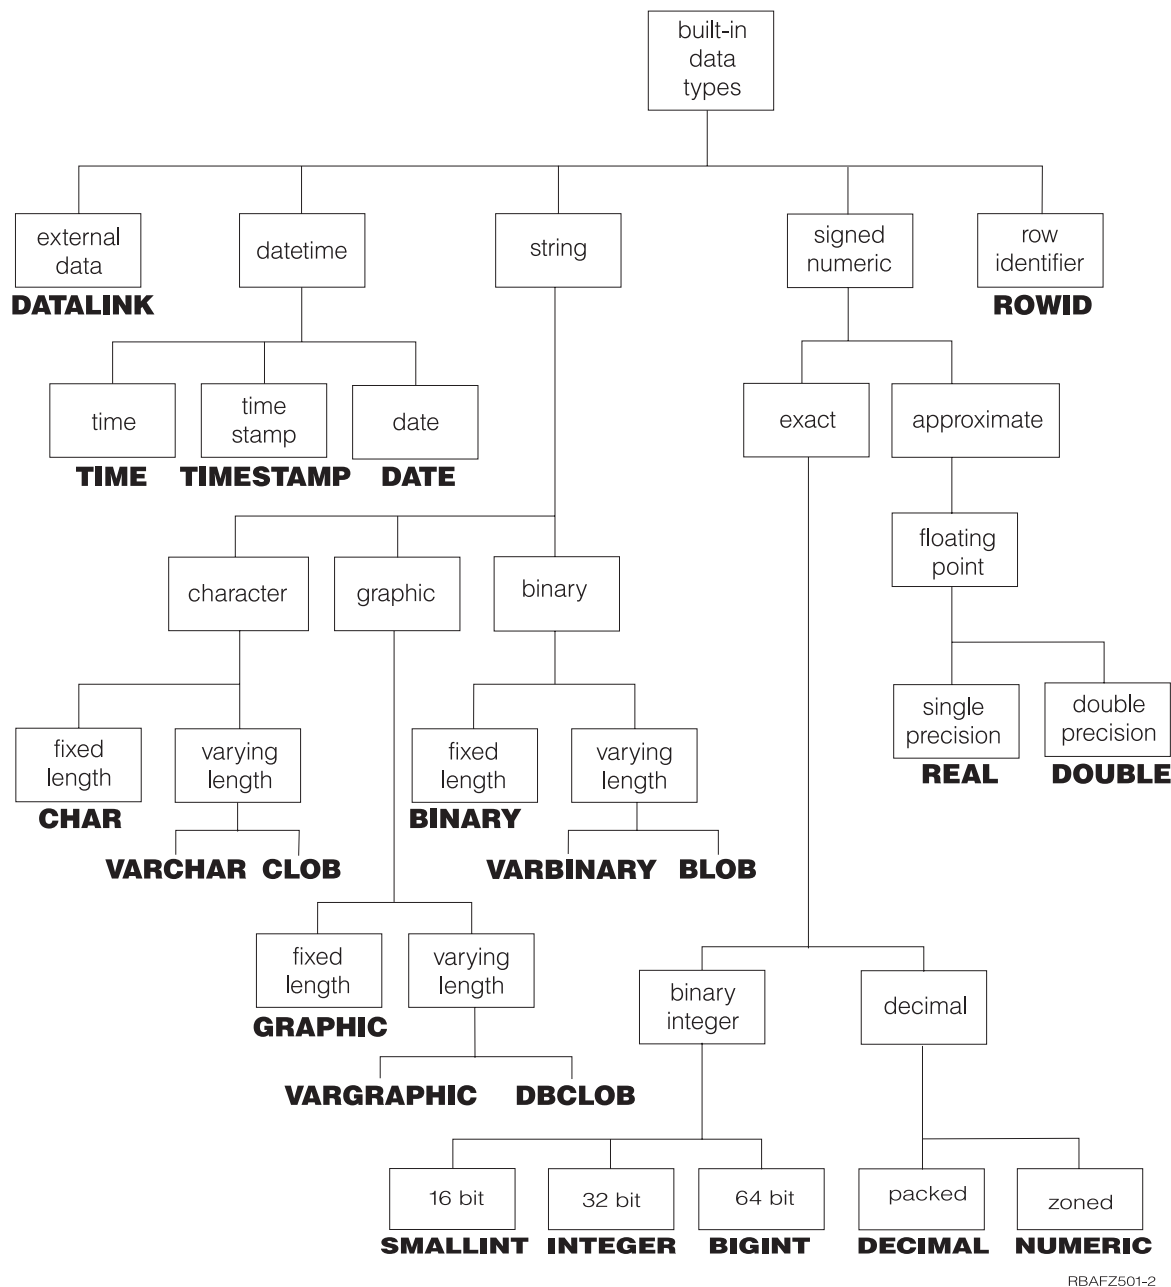 built-in
data
types
external
data
DATALINK
datetime
string
signed
numeric
row
identifier
ROWID
time
TIME
time
stamp
TIMESTAMP
date
DATE
exact
approximate
floating
point
character
graphic
binary
single
precision
REAL
double
precision
DOUBLE
fixed
length
CHAR
varying
length
VARCHAR CLOB
fixed
length
BINARY
varying
length
VARBINARY BLOB
fixed
length
GRAPHIC
varying
length
VARGRAPHIC DBCLOB
binary
integer
decimal
16 bit
SMALLINT
32 bit
INTEGER
64 bit
BIGINT
packed
DECIMAL
zoned
NUMERIC
RBAFZ501-2